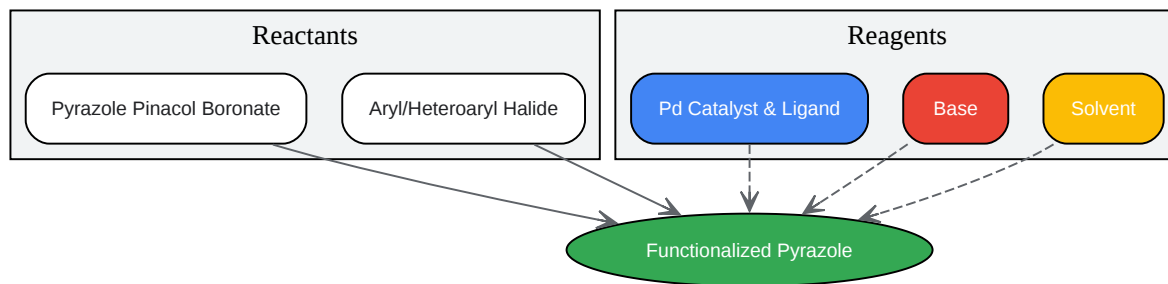 Reactants
Reagents
Pyrazole Pinacol Boronate
Aryl/Heteroaryl Halide
Pd Catalyst & Ligand
Base
Solvent
Functionalized Pyrazole